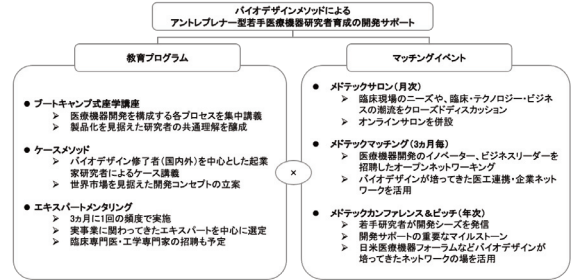 バイオデザインメソッドによる
アントレプレナー型若手医療機器研究者育成の開発サポート
教育プログラム
● ブートキャンプ式座学講座
➢ 医療機器開発を構成する各プロセスを集中講義
➢ 製品化を見据えた研究者の共通理解を醸成
● ケースメソッド
➢ バイオデザイン修了者(国内外)を中心とした起業
家研究者によるケース講義
➢ 世界市場を見据えた開発コンセプトの立案
● エキスパートメンタリング
➢ 3ヵ月に1回の頻度で実施
➢ 実事業に関わってきたエキスパートを中心に選定
➢ 臨床専門医・工学専門家の招聘も予定
×
マッチングイベント
● メドテックサロン(月次)
➢ 臨床現場のニーズや、臨床・テクノロジー・ビジネ
スの潮流をクローズドディスカッション
➢ オンラインサロンを併設
● メドテックマッチング(3ヵ月毎)
➢ 医療機器開発のイノベーター、ビジネスリーダーを
招聘したオープンネットワーキング
➢ バイオデザインが培ってきた医工連携・企業ネット
ワークを活用
● メドテックカンファレンス&ピッチ(年次)
➢ 若手研究者が開発シーズを発信
➢ 開発サポートの重要なマイルストーン
➢ 日米医療機器フォーラムなどバイオデザインが
培ってきたネットワークの場を活用